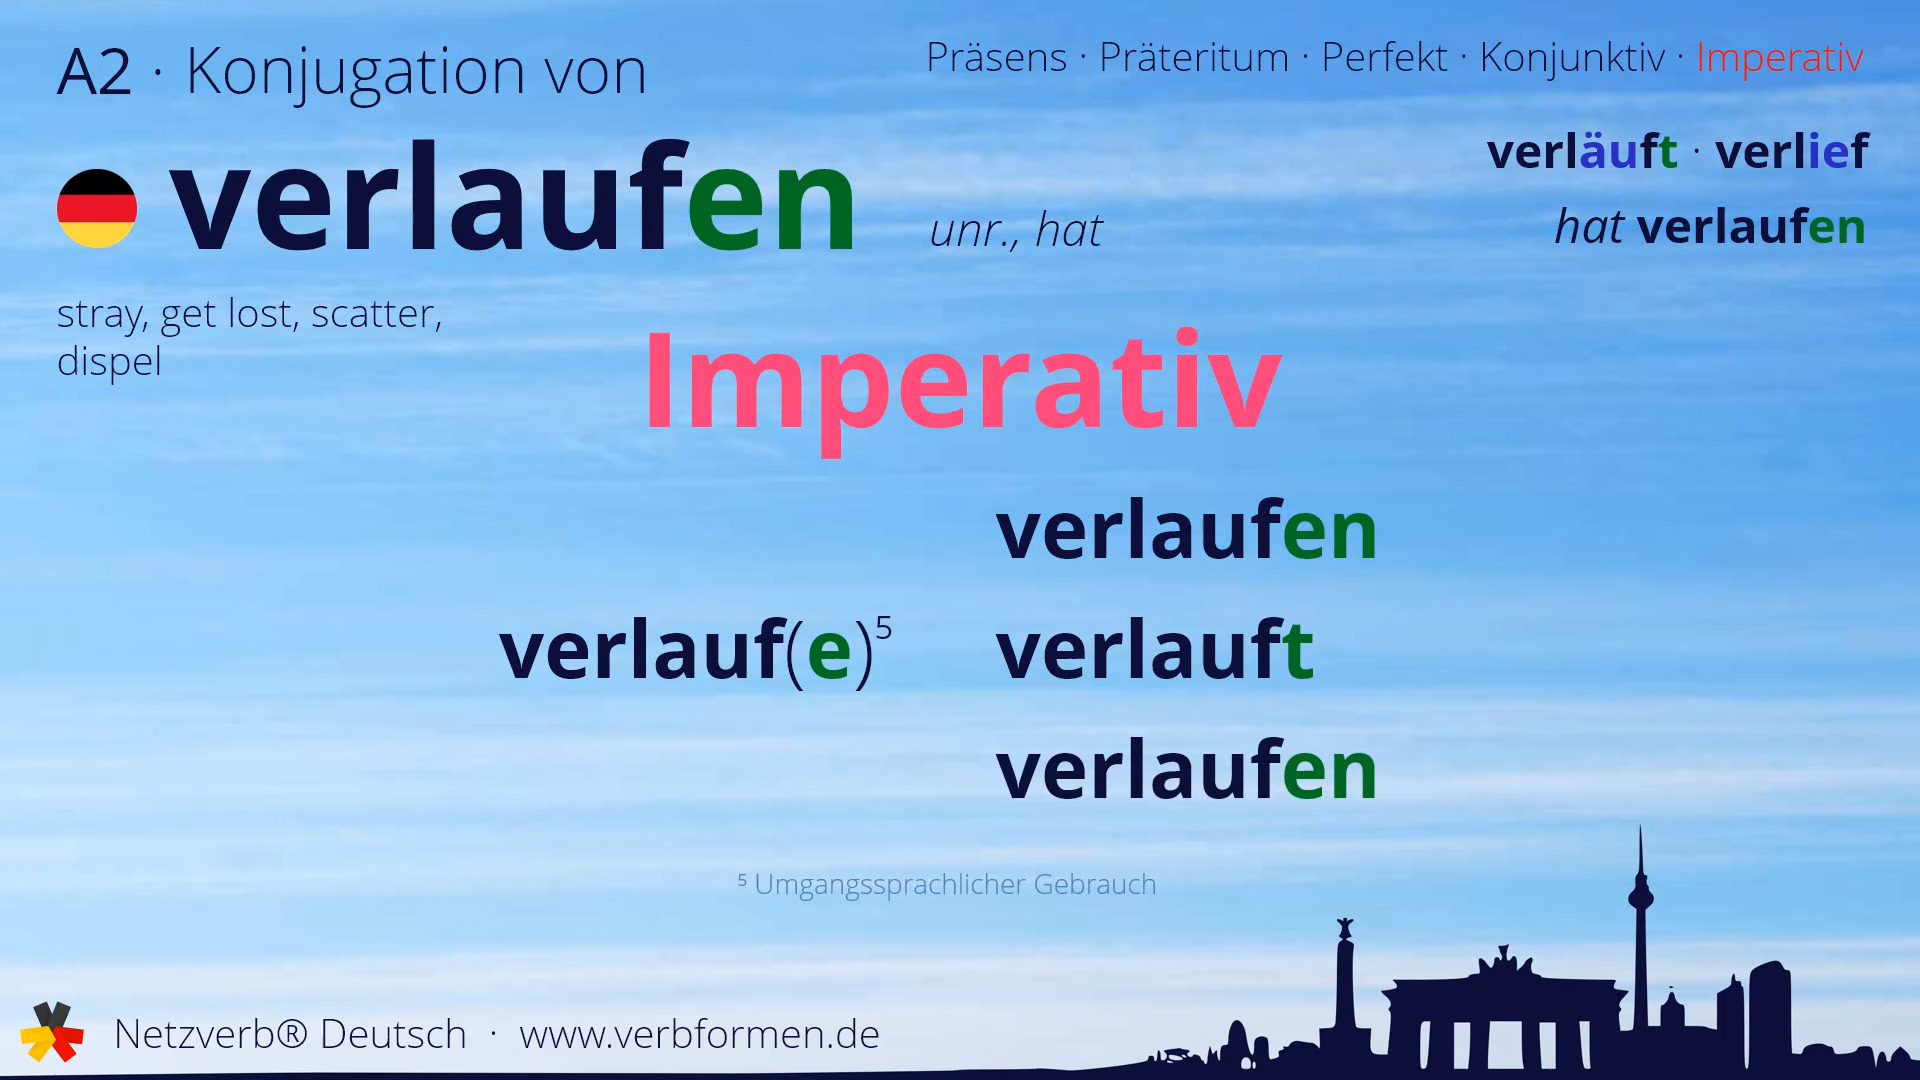 A2 · Konjugation von
Präsens · Präteritum · Perfekt · Konjunktiv · Imperativ
verlaufen unr., hat
verläuft · verlief
hat verlaufen
stray, get lost, scatter,
dispel
Imperativ
verlaufen
verlauf(e)⁵ verlauft
verlaufen
⁵ Umgangssprachlicher Gebrauch
Netzverb® Deutsch · www.verbformen.de